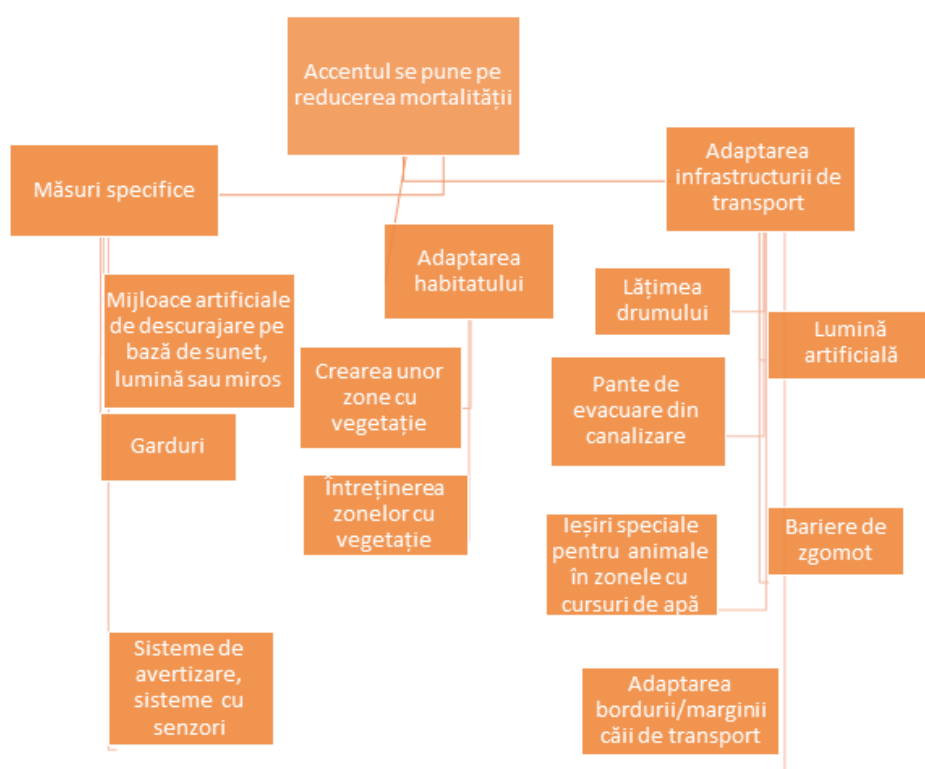 Accentul se pune pe
reducerea mortalității
Măsuri specifice
Mijloace artificiale
de descurajare pe
bază de sunet,
lumină sau miros
Garduri
Sisteme de
avertizare,
sisteme cu
senzori
Adaptarea
habitatului
Crearea unor
zone cu
vegetație
Întreținerea
zonelor cu
vegetație
Adaptarea
infrastructurii de
transport
Lățimea
drumului
Lumină
artificială
Pante de
evacuare din
canalizare
Ieșiri speciale
pentru animale
în zonele cu
cursuri de apă
Bariere de
zgomot
Adaptarea
bordurii/marginii
căii de transport